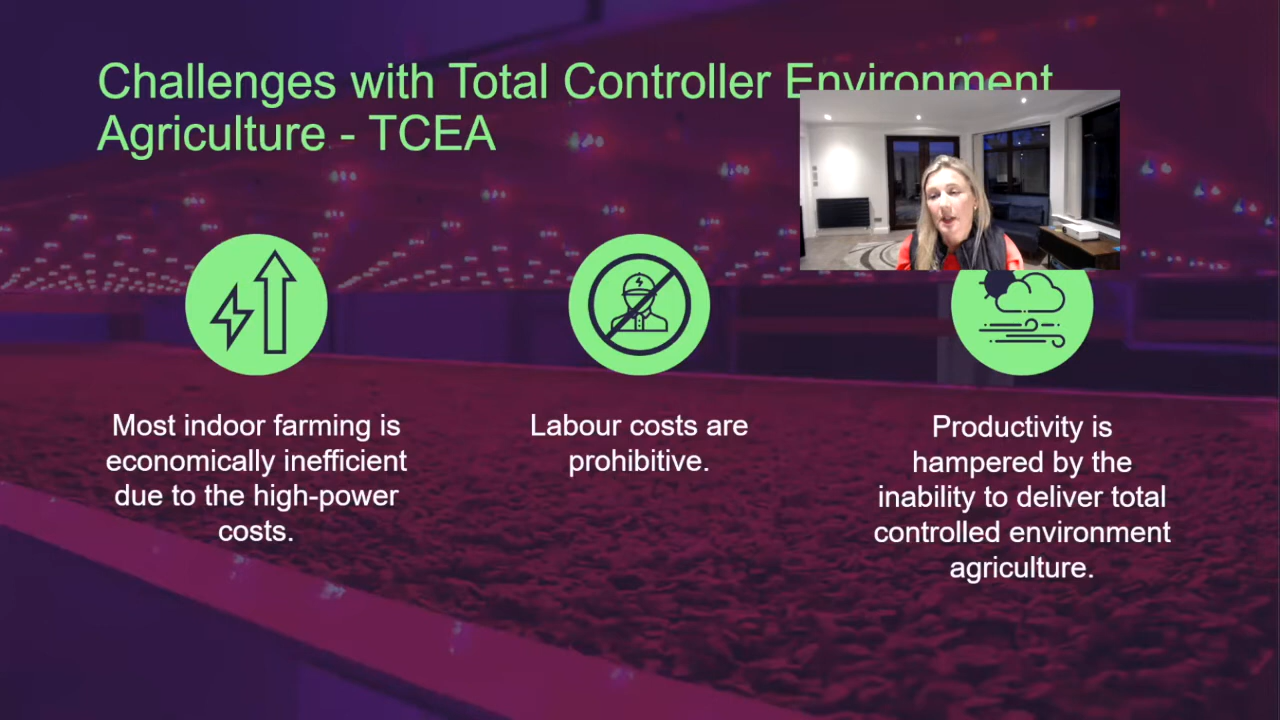 Challenges with Total Controller Environment
Agriculture - TCEA
Most indoor farming is
economically inefficient
due to the high-power
costs.
Labour costs are
prohibitive.
Productivity is
hampered by the
inability to deliver total
controlled environment
agriculture.